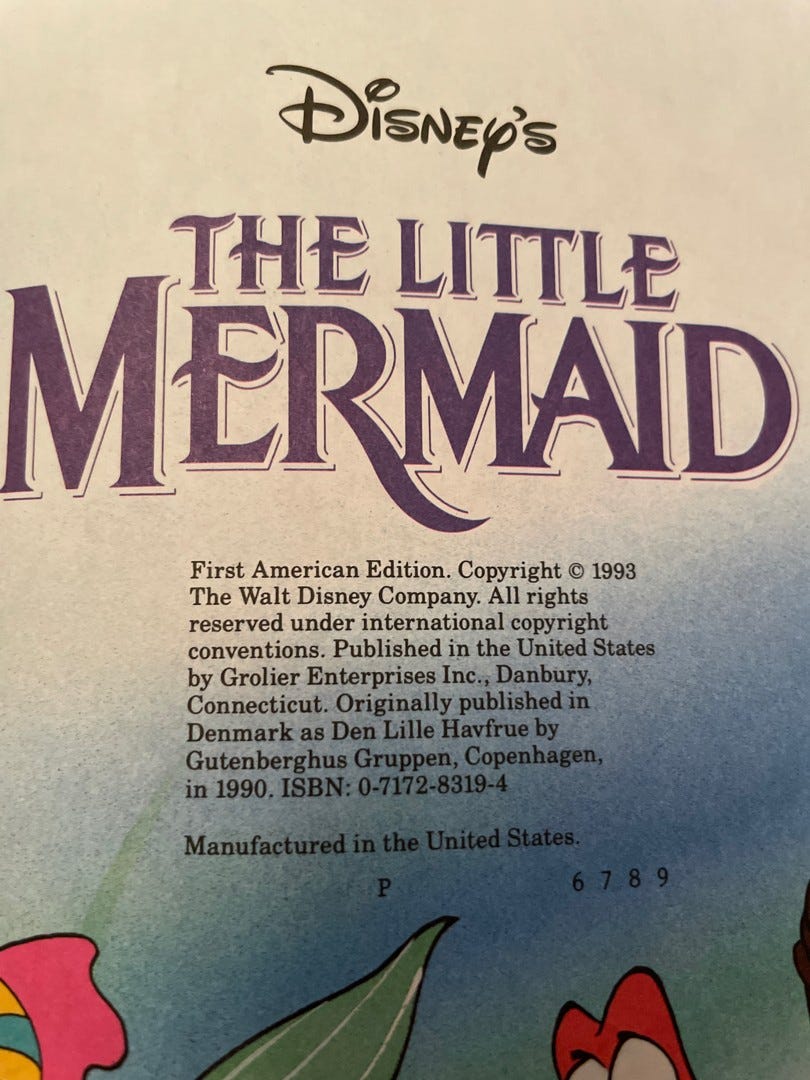 Disney's
THE LITTLE
MERMAID
First American Edition. Copyright © 1993
The Walt Disney Company. All rights
reserved under international copyright
conventions. Published in the United States
by Grolier Enterprises Inc., Danbury,
Connecticut. Originally published in
Denmark as Den Lille Havfrue by
Gutenberghus Gruppen, Copenhagen,
in 1990. ISBN: 0-7172-8319-4
Manufactured in the United States.
P 6 7 8 9